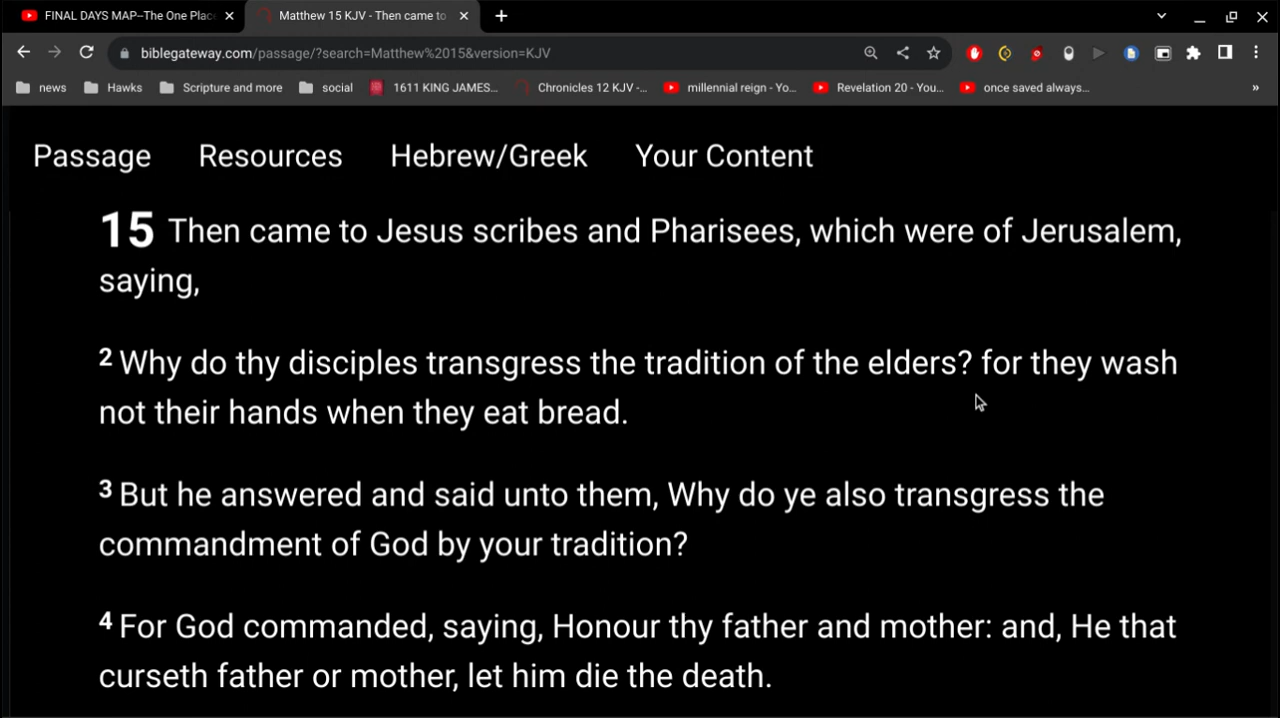 FINAL DAYS MAP--The One Plac
Matthew 15 KJV - Then came to
biblegateway.com/passage/?search=Matthew%2015&version=KJV
news Hawks Scripture and more social 1611 KING JAMES... Chronicles 12 KJV -... millennial reign - Yo... Revelation 20 - You... once saved always... »
Passage Resources Hebrew/Greek Your Content
15 Then came to Jesus scribes and Pharisees, which were of Jerusalem,
saying,
2 Why do thy disciples transgress the tradition of the elders? for they wash
not their hands when they eat bread.
3 But he answered and said unto them, Why do ye also transgress the
commandment of God by your tradition?
4 For God commanded, saying, Honour thy father and mother: and, He that
curseth father or mother, let him die the death.